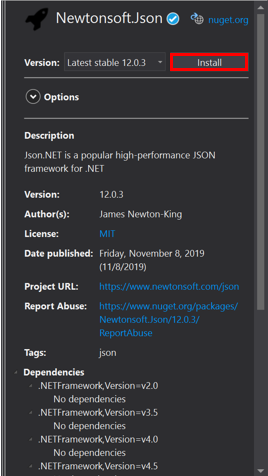 Newtonsoft.Json nuget.org
Version: Latest stable 12.0.3 Install
Options
Description
Json.NET is a popular high-performance JSON
framework for .NET
Version: 12.0.3
Author(s): James Newton-King
License: MIT
Date published: Friday, November 8, 2019
(11/8/2019)
Project URL: https://www.newtonsoft.com/json
Report Abuse: https://www.nuget.org/packages/
Newtonsoft.Json/12.0.3/
ReportAbuse
Tags: json
Dependencies
.NETFramework,Version=v2.0
No dependencies
.NETFramework,Version=v3.5
No dependencies
.NETFramework,Version=v4.0
No dependencies
.NETFramework,Version=v4.5